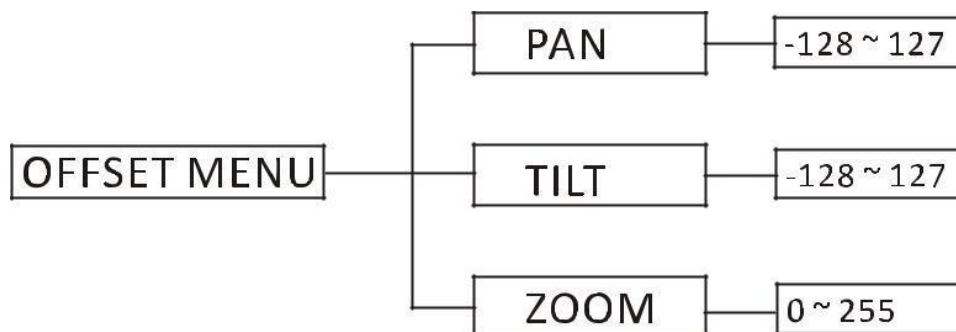 PAN
-128 ~ 127
OFFSET MENU
TILT
-128 ~ 127
ZOOM
0 ~ 255